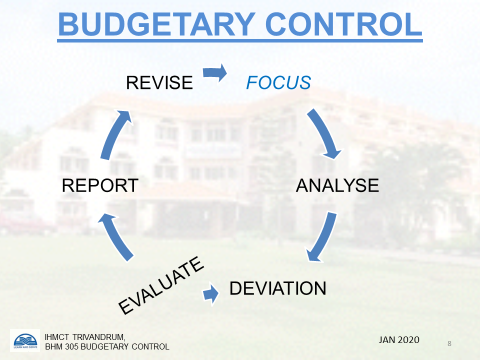 BUDGETARY CONTROL
REVISE
FOCUS
REPORT
ANALYSE
EVALUATE
DEVIATION
IHMCT TRIVANDRUM,
BHM 305 BUDGETARY CONTROL
JAN 2020
8